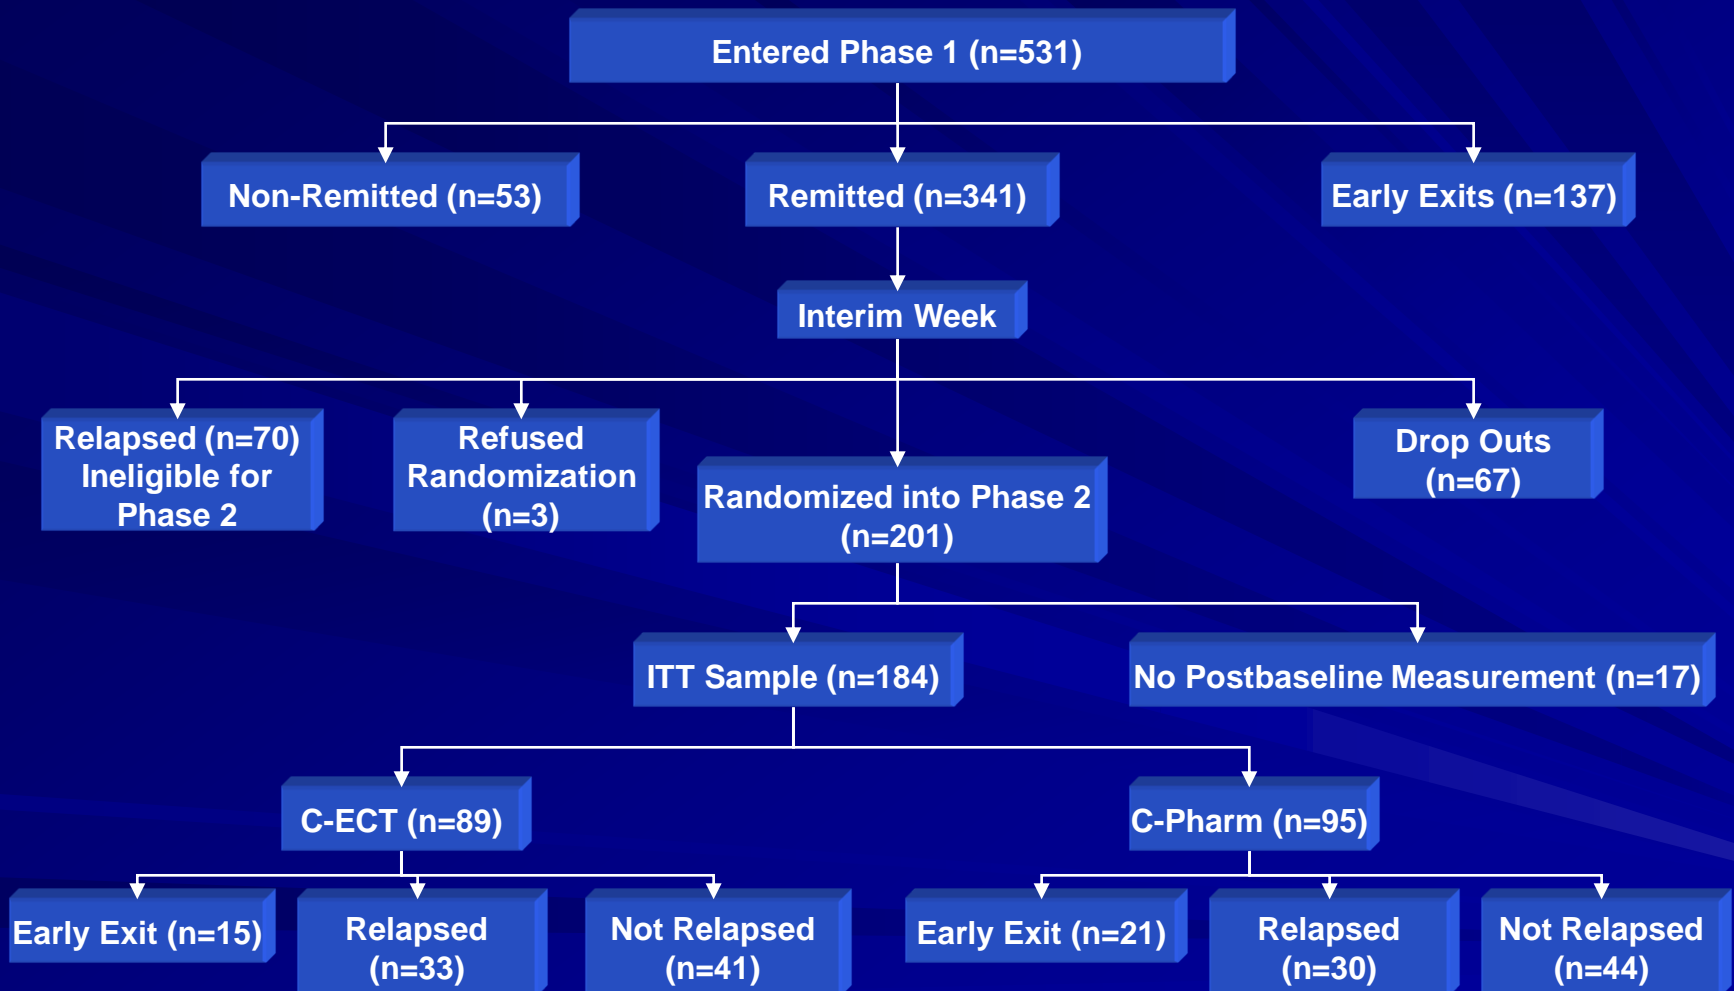 Entered Phase 1 (n=531)
Non-Remitted (n=53)
Remitted (n=341)
Early Exits (n=137)
Interim Week
Relapsed (n=70)
Ineligible for
Phase 2
Refused
Randomization
(n=3)
Randomized into Phase 2
(n=201)
Drop Outs
(n=67)
ITT Sample (n=184)
No Postbaseline Measurement (n=17)
C-ECT (n=89)
C-Pharm (n=95)
Early Exit (n=15)
Relapsed
(n=33)
Not Relapsed
(n=41)
Early Exit (n=21)
Relapsed
(n=30)
Not Relapsed
(n=44)